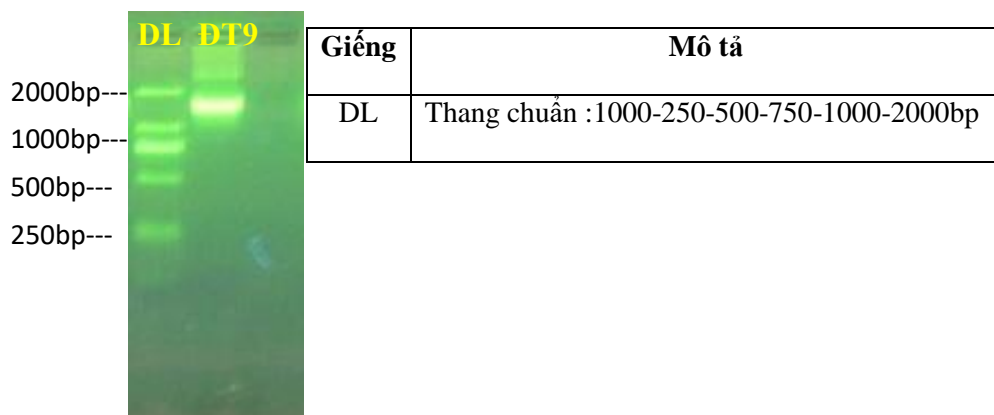 DL ĐT9
2000bp---
1000bp---
500bp---
250bp---
Giếng Mô tả
DL Thang chuẩn :1000-250-500-750-1000-2000bp